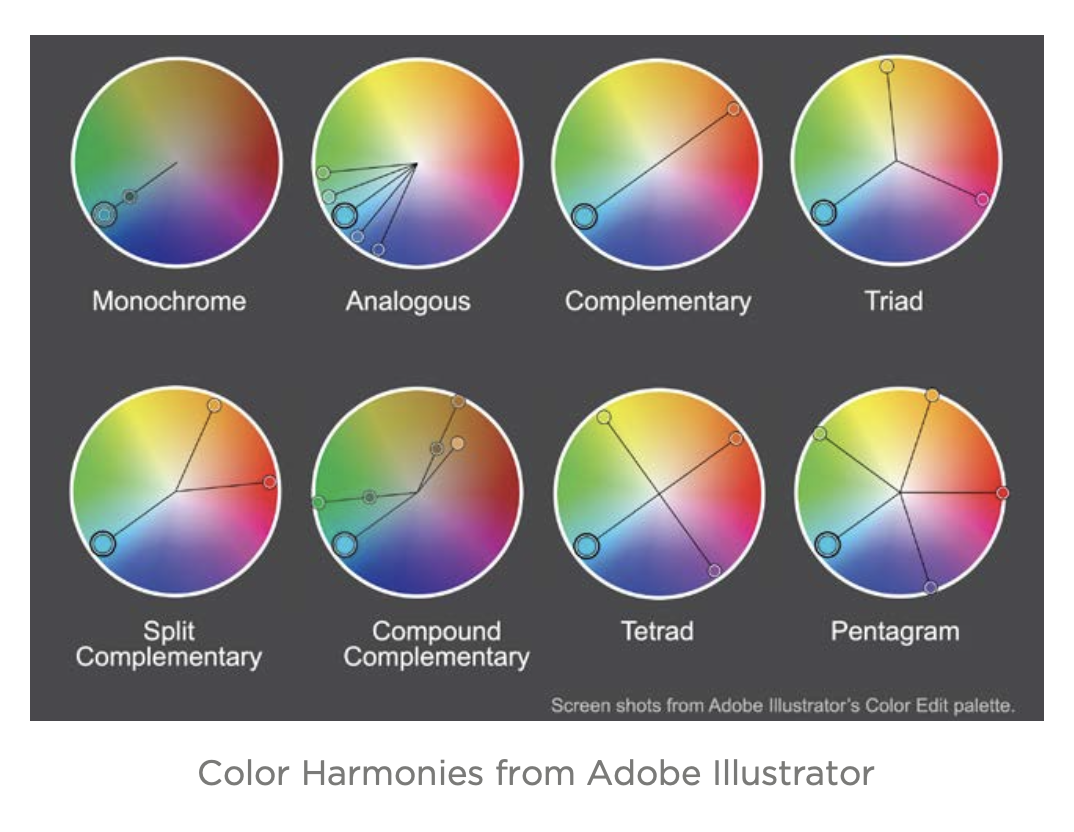 Monochrome
Analogous
Complementary
Triad
Split
Complementary
Compound
Complementary
Tetrad
Pentagram
Screen shots from Adobe Illustrator's Color Edit palette.
Color Harmonies from Adobe Illustrator